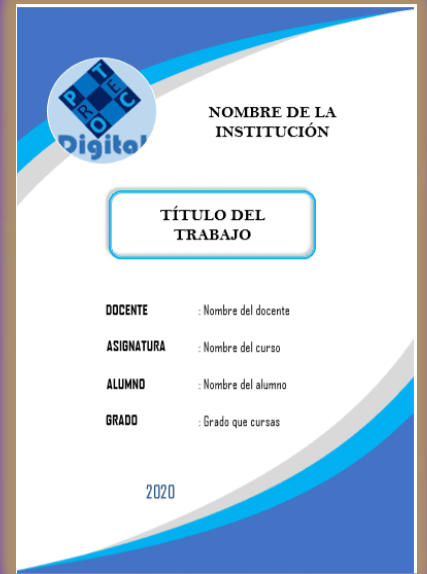 PROTEC
Digital
NOMBRE DE LA
INSTITUCIÓN
TÍTULO DEL
TRABAJO
DOCENTE : Nombre del docente
ASIGNATURA : Nombre del curso
ALUMNO : Nombre del alumno
GRADO : Grado que cursas
2020